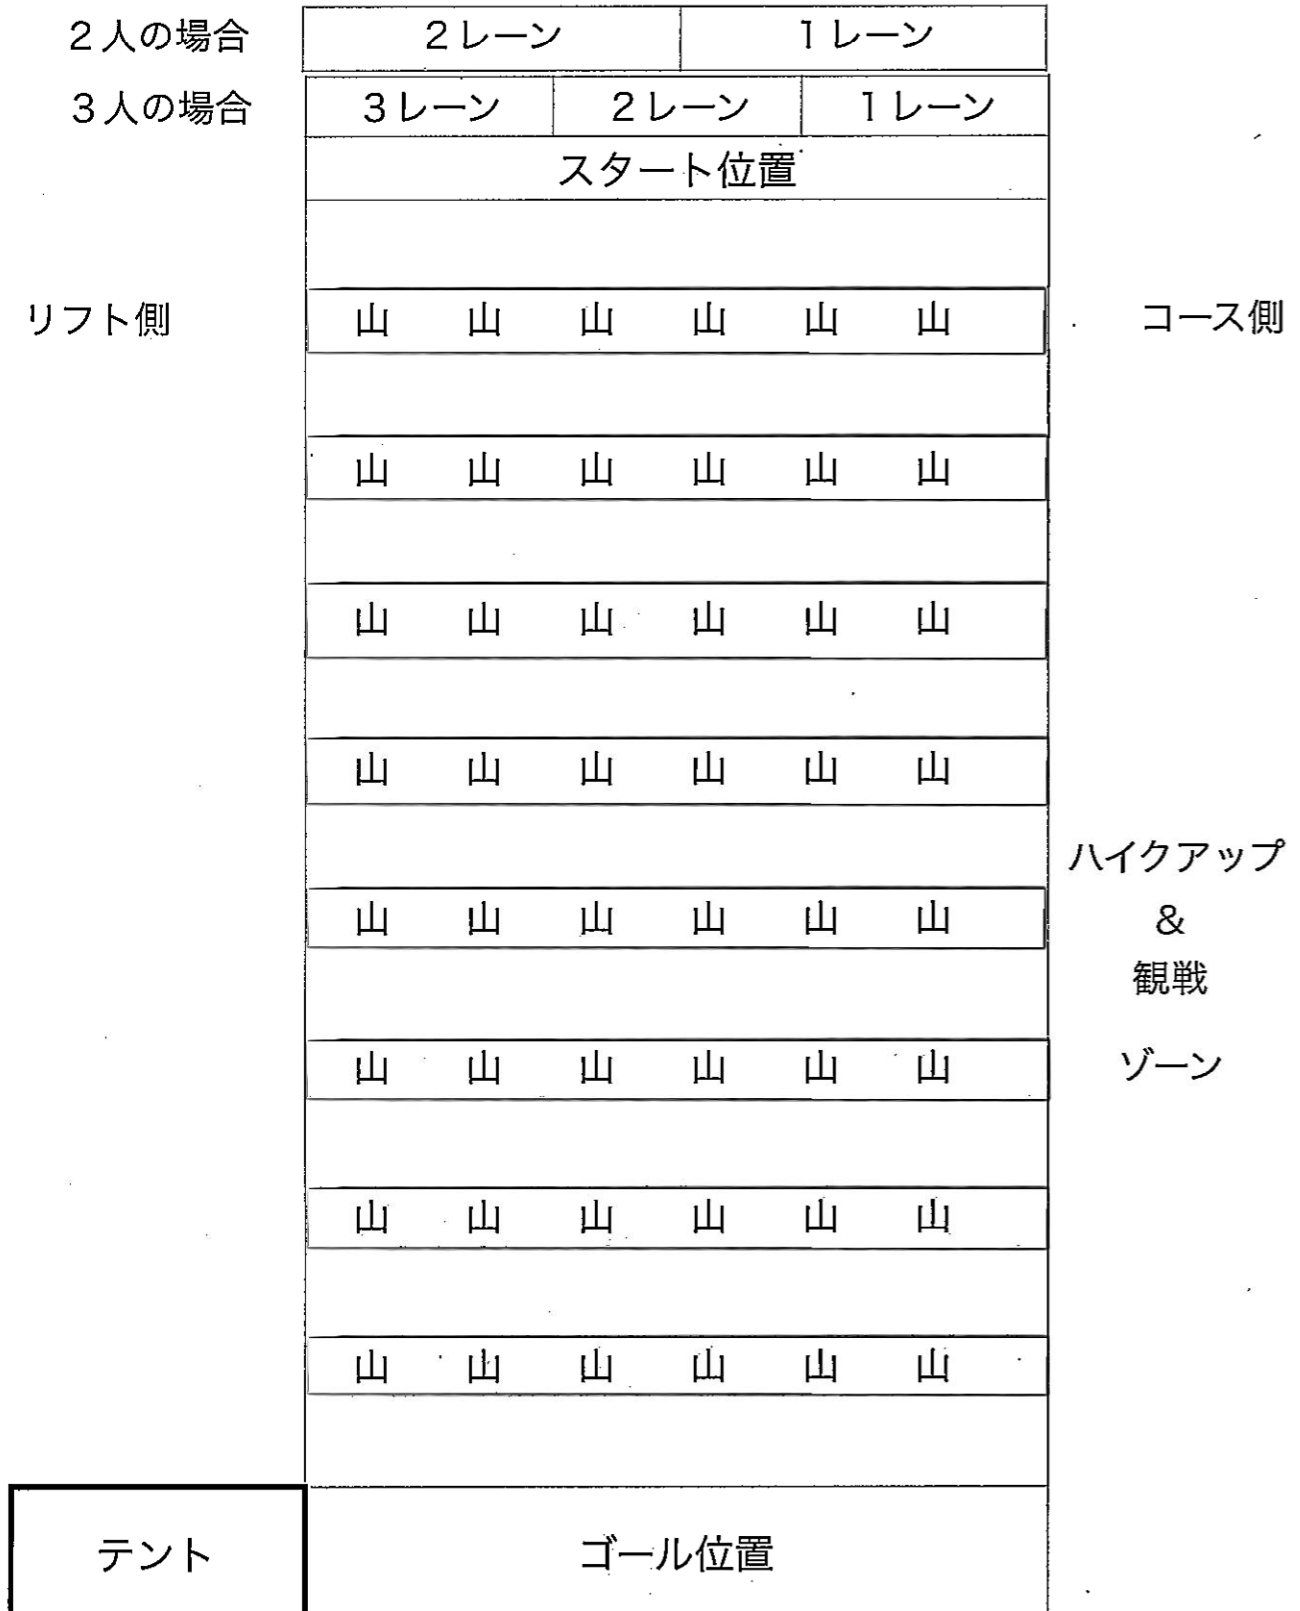 ２人の場合 ２レーン １レーン
３人の場合 ３レーン ２レーン １レーン
スタート位置
リフト側 山 山 山 山 山 山 コース側
山 山 山 山 山 山
山 山 山 山 山 山
山 山 山 山 山 山
ハイクアップ
山 山 山 山 山 山 &
観戦
山 山 山 山 山 山 ゾーン
山 山 山 山 山 山
山 山 山 山 山 山
テント ゴール位置